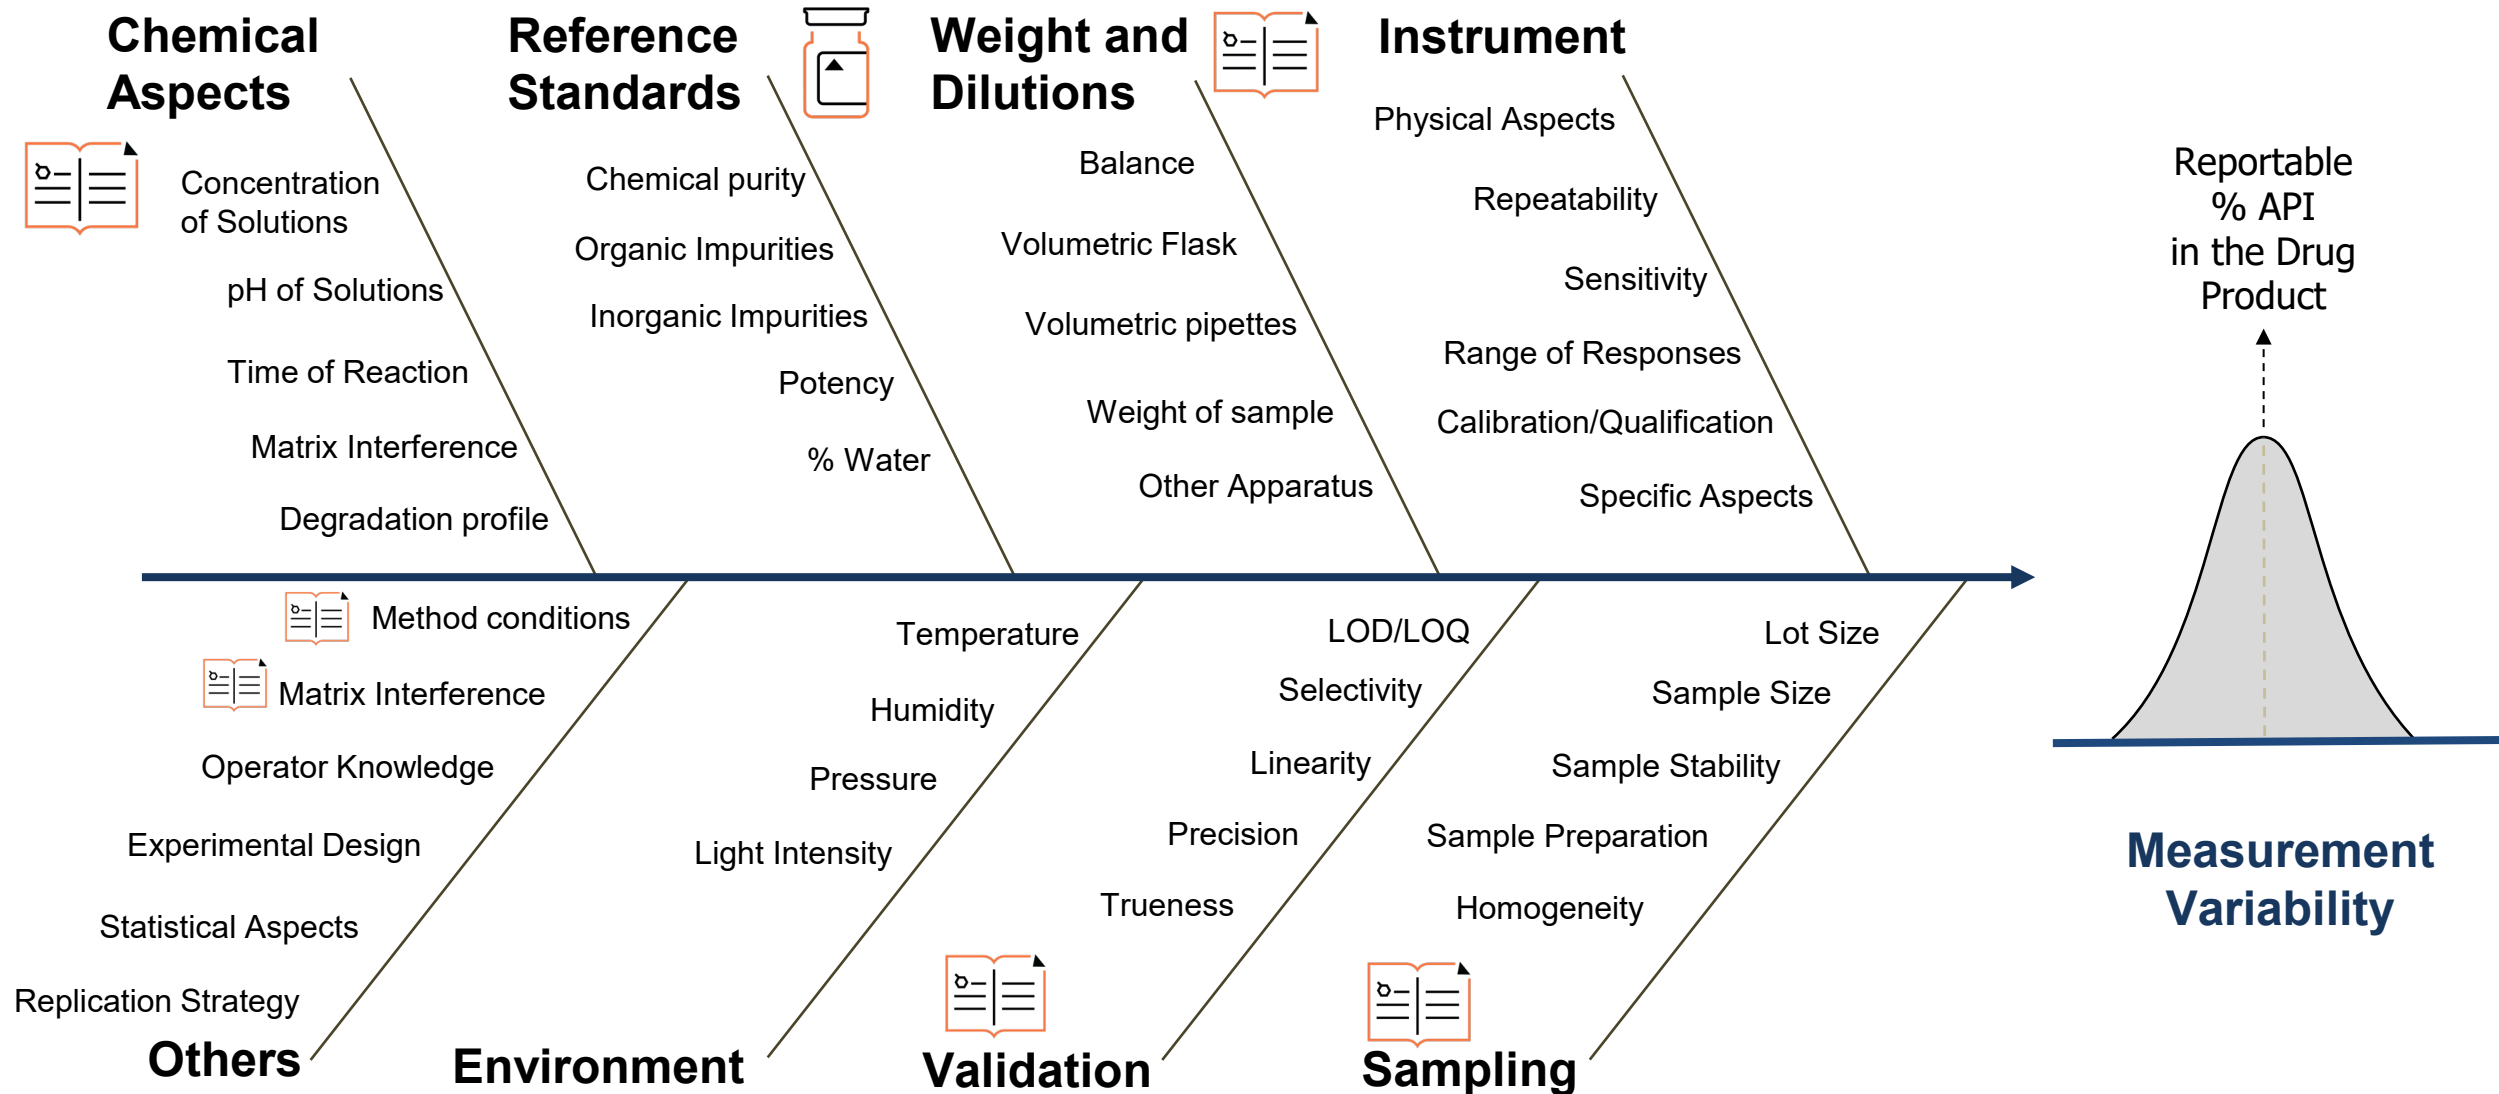 Chemical
Aspects
Concentration
of Solutions
pH of Solutions
Time of Reaction
Matrix Interference
Degradation profile
Reference
Standards
Chemical purity
Organic Impurities
Inorganic Impurities
Potency
% Water
Weight and
Dilutions
Balance
Volumetric Flask
Volumetric pipettes
Weight of sample
Other Apparatus
Instrument
Physical Aspects
Repeatability
Sensitivity
Range of Responses
Calibration/Qualification
Specific Aspects
Method conditions
Matrix Interference
Operator Knowledge
Experimental Design
Statistical Aspects
Replication Strategy
Others
Temperature
Humidity
Pressure
Light Intensity
Environment
LOD/LOQ
Selectivity
Linearity
Precision
Trueness
Validation
Lot Size
Sample Size
Sample Stability
Sample Preparation
Homogeneity
Sampling
Reportable
% API
in the Drug
Product
Measurement
Variability